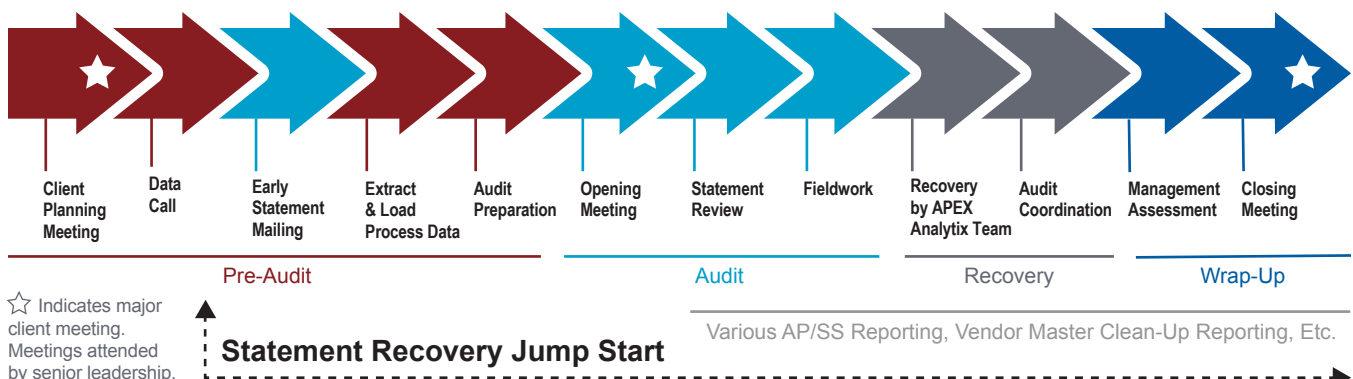 Client
Planning
Meeting
Data
Call
Early
Statement
Mailing
Extract
& Load
Process Data
Audit
Preparation
Opening
Meeting
Statement
Review
Fieldwork
Recovery
by APEX
Analytix Team
Audit
Coordination
Management
Assessment
Closing
Meeting
Pre-Audit
Audit
Recovery
Wrap-Up
Indicates major
client meeting.
Meetings attended
by senior leadership.
Statement Recovery Jump Start
Various AP/SS Reporting, Vendor Master Clean-Up Reporting, Etc.